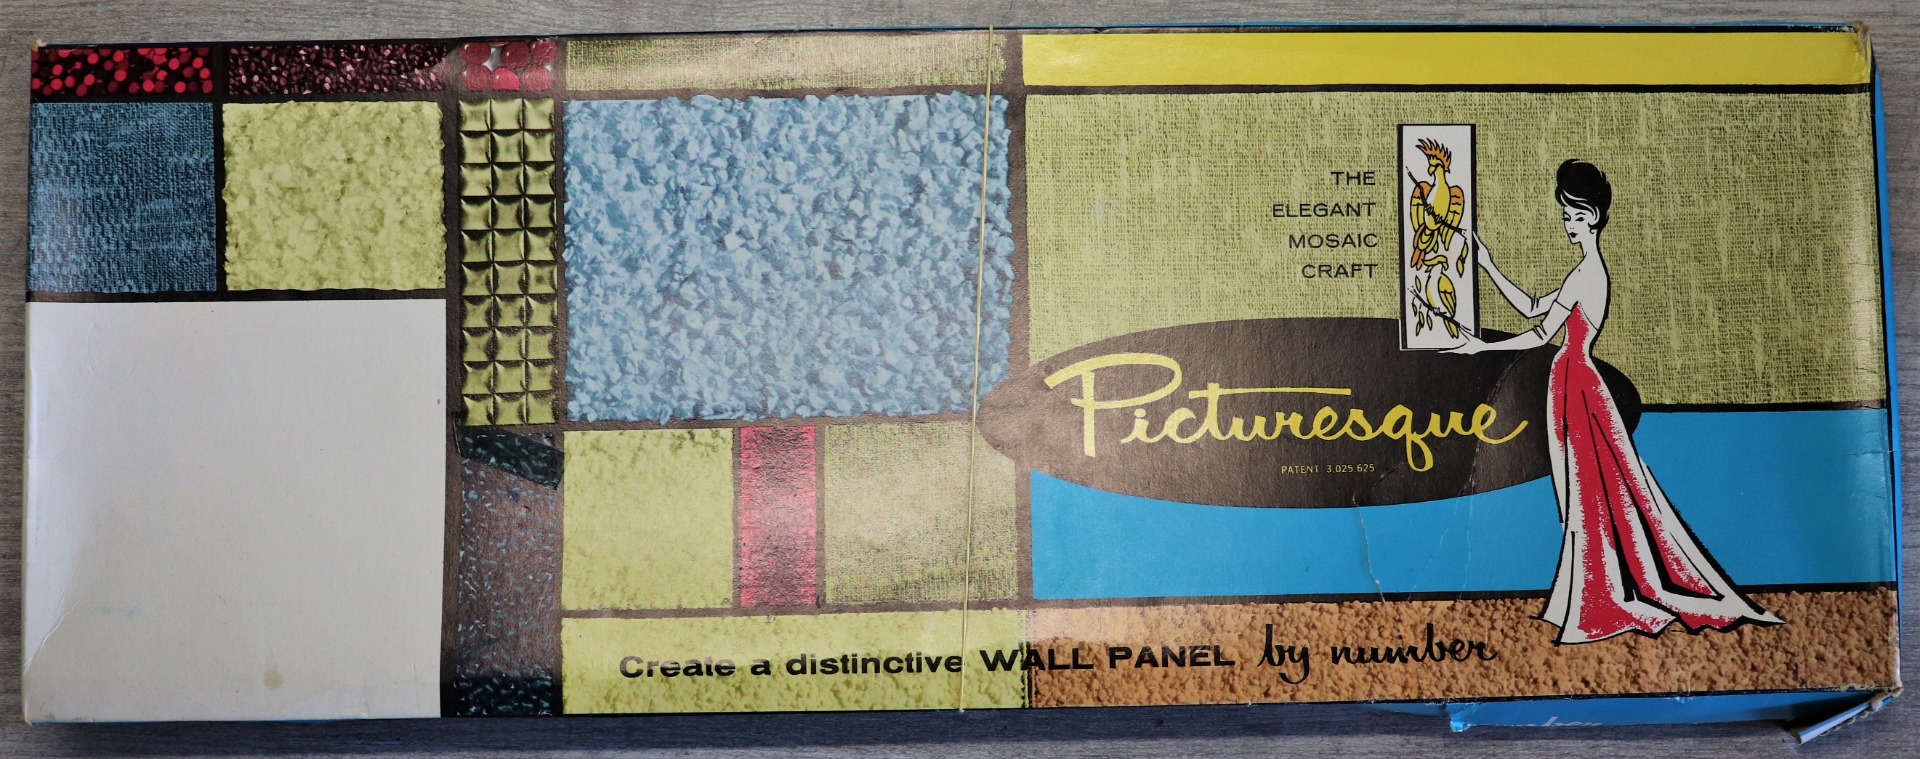 THE
ELEGANT
MOSAIC
CRAFT
Picturesque
PATENT 3,025,625
Create a distinctive WALL PANEL by number